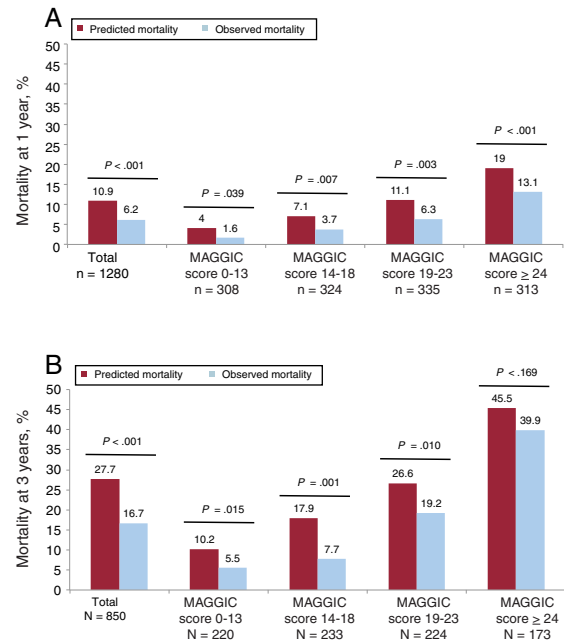 A
Predicted mortality Observed mortality
Mortality at 1 year, %
50
45
40
35
30
25
20
15
10
5
0
P < .001
10.9
6.2
P = .039
4
1.6
P = .007
7.1
3.7
P = .003
11.1
6.3
P < .001
19
13.1
Total
n = 1280
MAGGIC
score 0-13
n = 308
MAGGIC
score 14-18
n = 324
MAGGIC
score 19-23
n = 335
MAGGIC
score ≥ 24
n = 313
B
Predicted mortality Observed mortality
Mortality at 3 years, %
50
45
40
35
30
25
20
15
10
5
0
P < .001
27.7
16.7
P = .015
10.2
5.5
P = .001
17.9
7.7
P = .010
26.6
19.2
P < .169
45.5
39.9
Total
N = 850
MAGGIC
score 0-13
N = 220
MAGGIC
score 14-18
N = 233
MAGGIC
score 19-23
N = 224
MAGGIC
score ≥ 24
N = 173